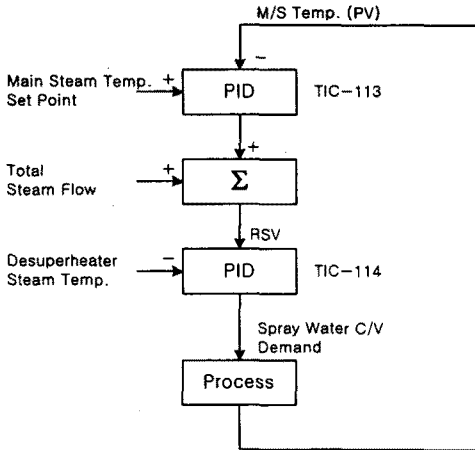 M/S Temp. (PV)
−
Main Steam Temp. +
Set Point
PID
TIC−113
+
Total +
Steam Flow
Σ
RSV
Desuperheater −
Steam Temp.
PID
TIC−114
Spray Water C/V
Demand
Process